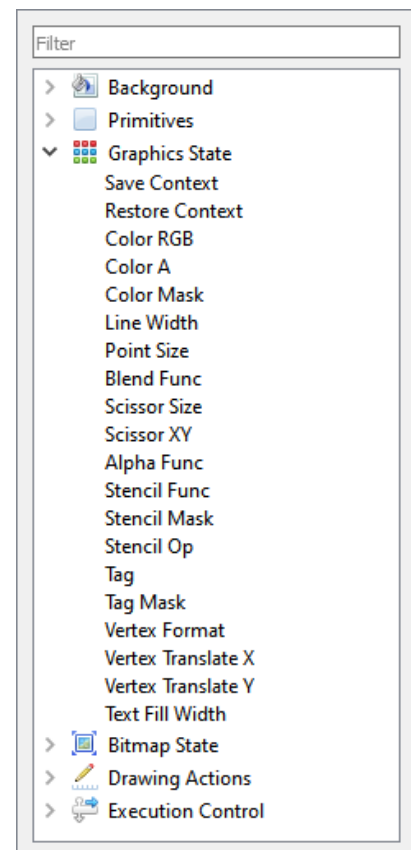 Filter
Background
Primitives
Graphics State
Save Context
Restore Context
Color RGB
Color A
Color Mask
Line Width
Point Size
Blend Func
Scissor Size
Scissor XY
Alpha Func
Stencil Func
Stencil Mask
Stencil Op
Tag
Tag Mask
Vertex Format
Vertex Translate X
Vertex Translate Y
Text Fill Width
Bitmap State
Drawing Actions
Execution Control